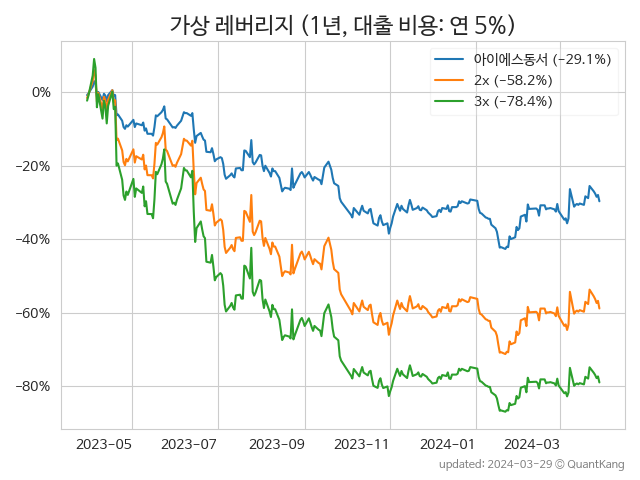 가상 레버리지 (1년, 대출 비용: 연 5%)
아이에스동서 (−29.1%)
2x (−58.2%)
3x (−78.4%)
0%
−20%
−40%
−60%
−80%
2023-05 2023-07 2023-09 2023-11 2024-01 2024-03
updated: 2024-03-29 © QuantKang